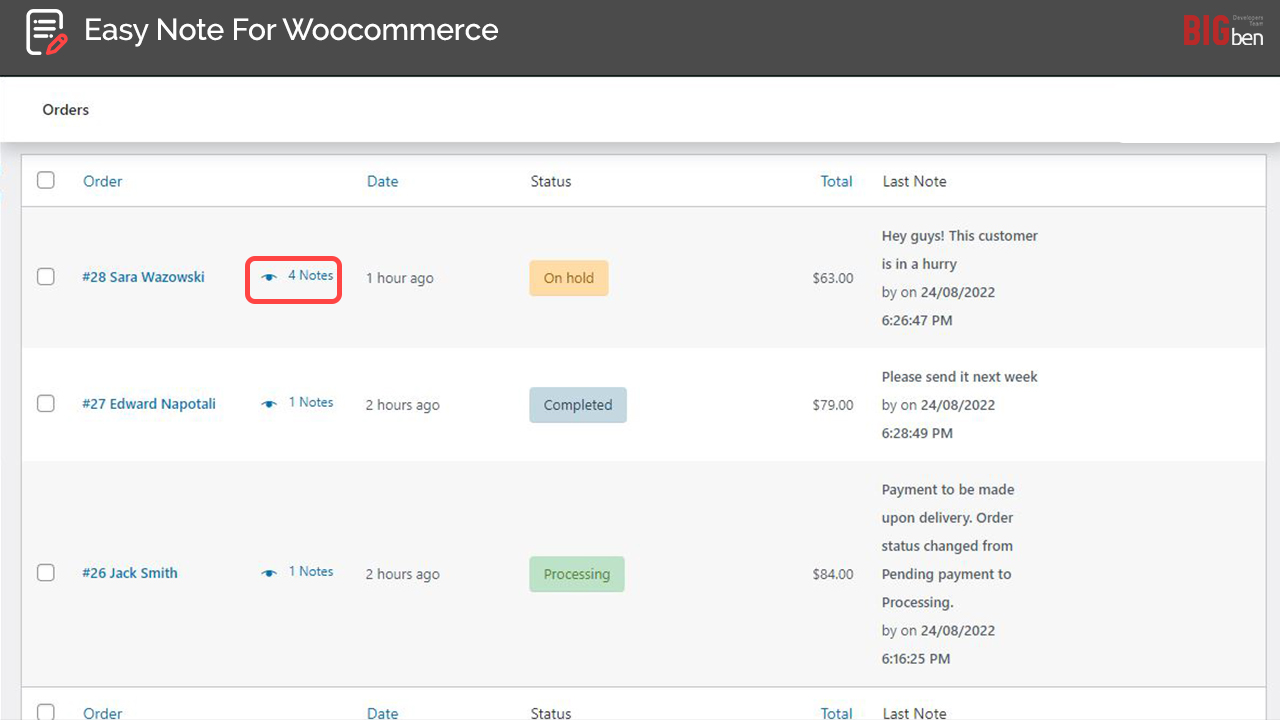 Easy Note For Woocommerce
BIGben
Developers
Team
Orders
Order Date Status Total Last Note
#28 Sara Wazowski 4 Notes 1 hour ago On hold $63.00 Hey guys! This customer
is in a hurry
by on 24/08/2022
6:26:47 PM
#27 Edward Napotali 1 Notes 2 hours ago Completed $79.00 Please send it next week
by on 24/08/2022
6:28:49 PM
#26 Jack Smith 1 Notes 2 hours ago Processing $84.00 Payment to be made
upon delivery. Order
status changed from
Pending payment to
Processing.
by on 24/08/2022
6:16:25 PM
Order Date Status Total Last Note